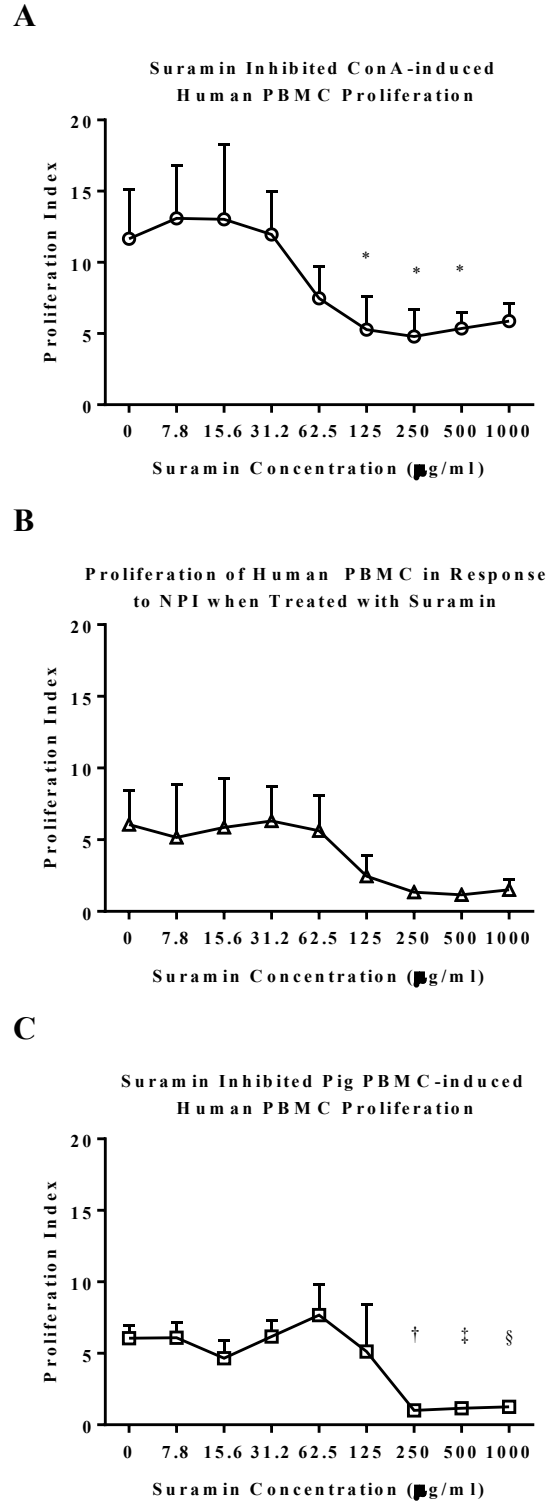 A
Suramin Inhibited ConA-induced
Human PBMC Proliferation
20
15
10
5
0
Proliferation Index
* * *
0 7.8 15.6 31.2 62.5 125 250 500 1000
Suramin Concentration (µg/ml)
B
Proliferation of Human PBMC in Response
to NPI when Treated with Suramin
20
15
10
5
0
Proliferation Index
0 7.8 15.6 31.2 62.5 125 250 500 1000
Suramin Concentration (µg/ml)
C
Suramin Inhibited Pig PBMC-induced
Human PBMC Proliferation
20
15
10
5
0
Proliferation Index
† ‡ §
0 7.8 15.6 31.2 62.5 125 250 500 1000
Suramin Concentration (µg/ml)